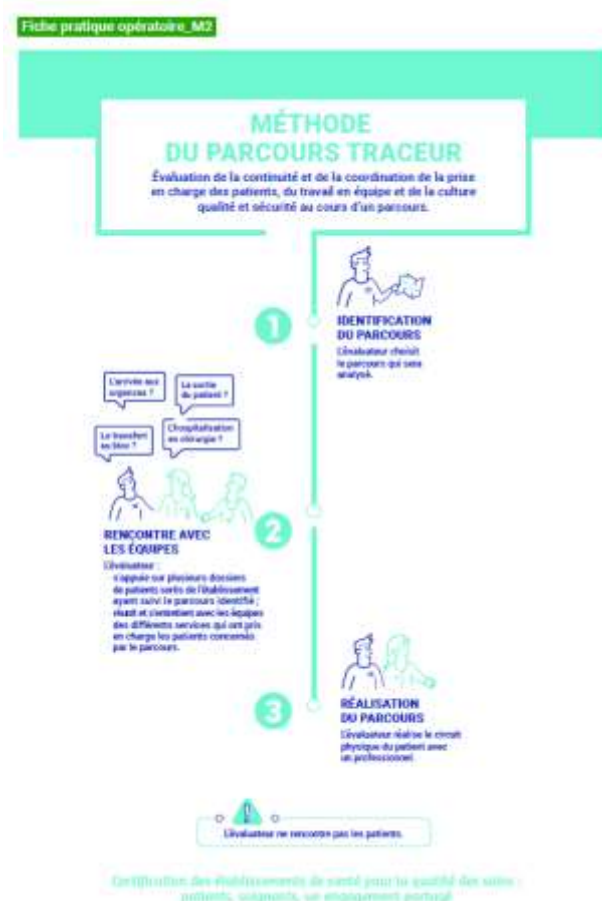 Fiche pratique opératoire_M2
MÉTHODE
DU PARCOURS TRACEUR
Évaluation de la continuité et de la coordination de la prise
en charge des patients, du travail en équipe et de la culture
qualité et sécurité au cours d'un parcours.
1
IDENTIFICATION
DU PARCOURS
L'évaluateur choisit
le parcours qui sera
analysé.
L'arrivée aux
urgences ?
La sortie
du patient ?
Le transfert
au bloc ?
L'hospitalisation
en chirurgie ?
2
RENCONTRE AVEC
LES ÉQUIPES
L'évaluateur :
s'appuie sur plusieurs dossiers
de patients sortis de l'établissement
ayant suivi le parcours identifié ;
réunit et s'entretient avec les équipes
des différents services qui ont pris
en charge les patients concernés
par le parcours.
3
RÉALISATION
DU PARCOURS
L'évaluateur réalise le circuit
physique du patient avec
un professionnel.
L'évaluateur ne rencontre pas les patients.
Certification des établissements de santé pour la qualité des soins :
patients, soignants, un engagement partagé